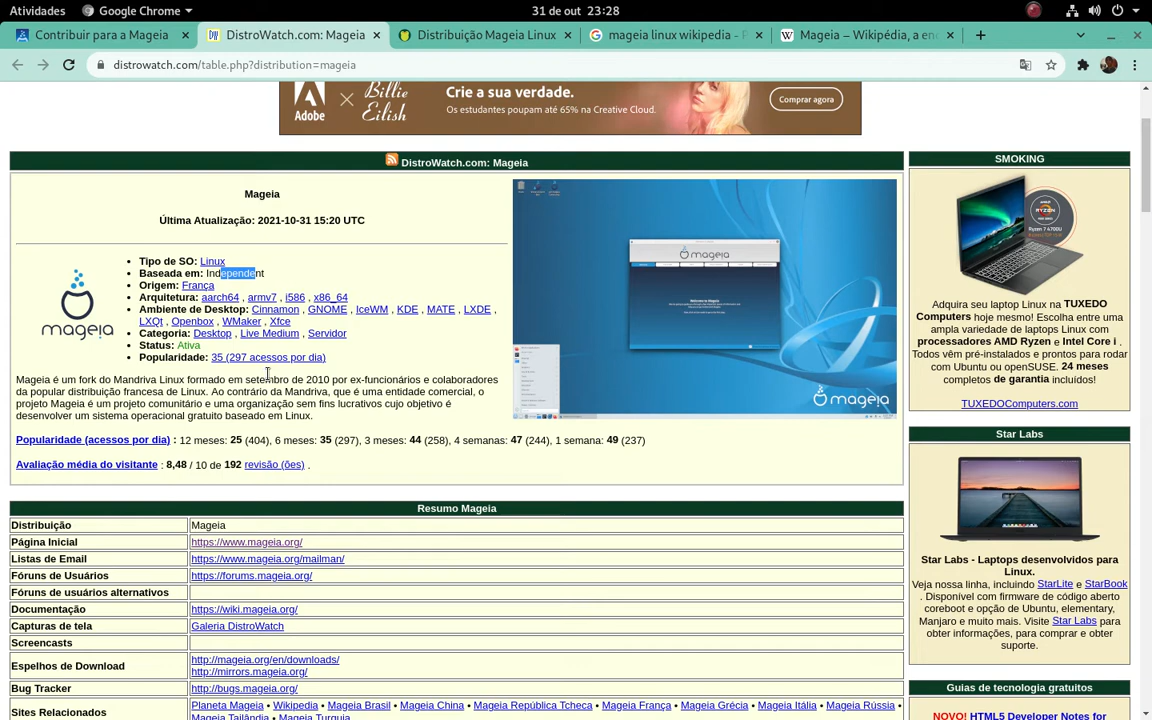 Atividades Google Chrome 31 de out 23:28
Contribuir para a Mageia DistroWatch.com: Mageia Distribuição Mageia Linux mageia linux wikipedia - Mageia – Wikipédia, a en
distrowatch.com/table.php?distribution=mageia
Adobe × Billie Eilish
Crie a sua verdade.
Os estudantes poupam até 65% na Creative Cloud.
Comprar agora
DistroWatch.com: Mageia
Mageia
Última Atualização: 2021-10-31 15:20 UTC
mageia
Tipo de SO: Linux
Baseada em: Independent
Origem: França
Arquitetura: aarch64 , armv7 , i586 , x86_64
Ambiente de Desktop: Cinnamon , GNOME , IceWM , KDE , MATE , LXDE ,
LXQt , Openbox , WMaker , Xfce
Categoria: Desktop , Live Medium , Servidor
Status: Ativa
Popularidade: 35 (297 acessos por dia)
Mageia é um fork do Mandriva Linux formado em setembro de 2010 por ex-funcionários e colaboradores
da popular distribuição francesa de Linux. Ao contrário da Mandriva, que é uma entidade comercial, o
projeto Mageia é um projeto comunitário e uma organização sem fins lucrativos cujo objetivo é
desenvolver um sistema operacional gratuito baseado em Linux.
mageia
mageia
Popularidade (acessos por dia) : 12 meses: 25 (404), 6 meses: 35 (297), 3 meses: 44 (258), 4 semanas: 47 (244), 1 semana: 49 (237)
Avaliação média do visitante : 8,48 / 10 de 192 revisão (ões) .
Resumo Mageia
Distribuição Mageia
Página Inicial https://www.mageia.org/
Listas de Email https://www.mageia.org/mailman/
Fóruns de Usuários https://forums.mageia.org/
Fóruns de usuários alternativos
Documentação https://wiki.mageia.org/
Capturas de tela Galeria DistroWatch
Screencasts
Espelhos de Download http://mageia.org/en/downloads/
http://mirrors.mageia.org/
Bug Tracker http://bugs.mageia.org/
Sites Relacionados Planeta Mageia • Wikipedia • Mageia Brasil • Mageia China • Mageia República Tcheca • Mageia França • Mageia Grécia • Mageia Itália • Mageia Rússia •
Mageia Tailândia • Mageia Turquia
SMOKING
RYZEN
Ryzen 7 4700U
Adquira seu laptop Linux na TUXEDO
Computers hoje mesmo! Escolha entre uma
ampla variedade de laptops Linux com
processadores AMD Ryzen e Intel Core i .
Todos vêm pré-instalados e prontos para rodar
com Ubuntu ou openSUSE. 24 meses
completos de garantia incluídos!
TUXEDOComputers.com
Star Labs
Star Labs - Laptops desenvolvidos para
Linux.
Veja nossa linha, incluindo StarLite e StarBook
. Disponível com firmware de código aberto
coreboot e opção de Ubuntu, elementary,
Manjaro e muito mais. Visite Star Labs para
obter informações, para comprar e obter
suporte.
Guias de tecnologia gratuitos
NOVO! HTML5 Developer Notes for